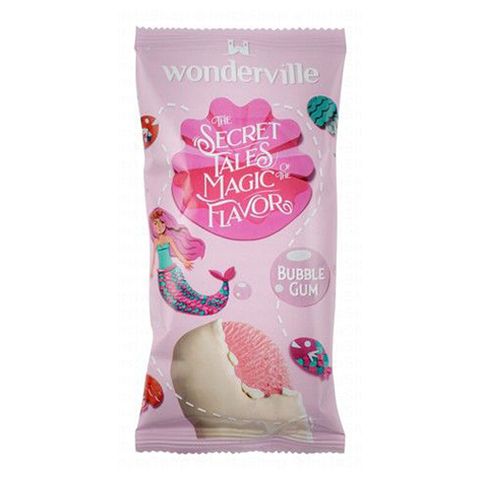 wonderville
THE
SECRET
TALES
OF THE
MAGIC
FLAVOR
BUBBLE
GUM